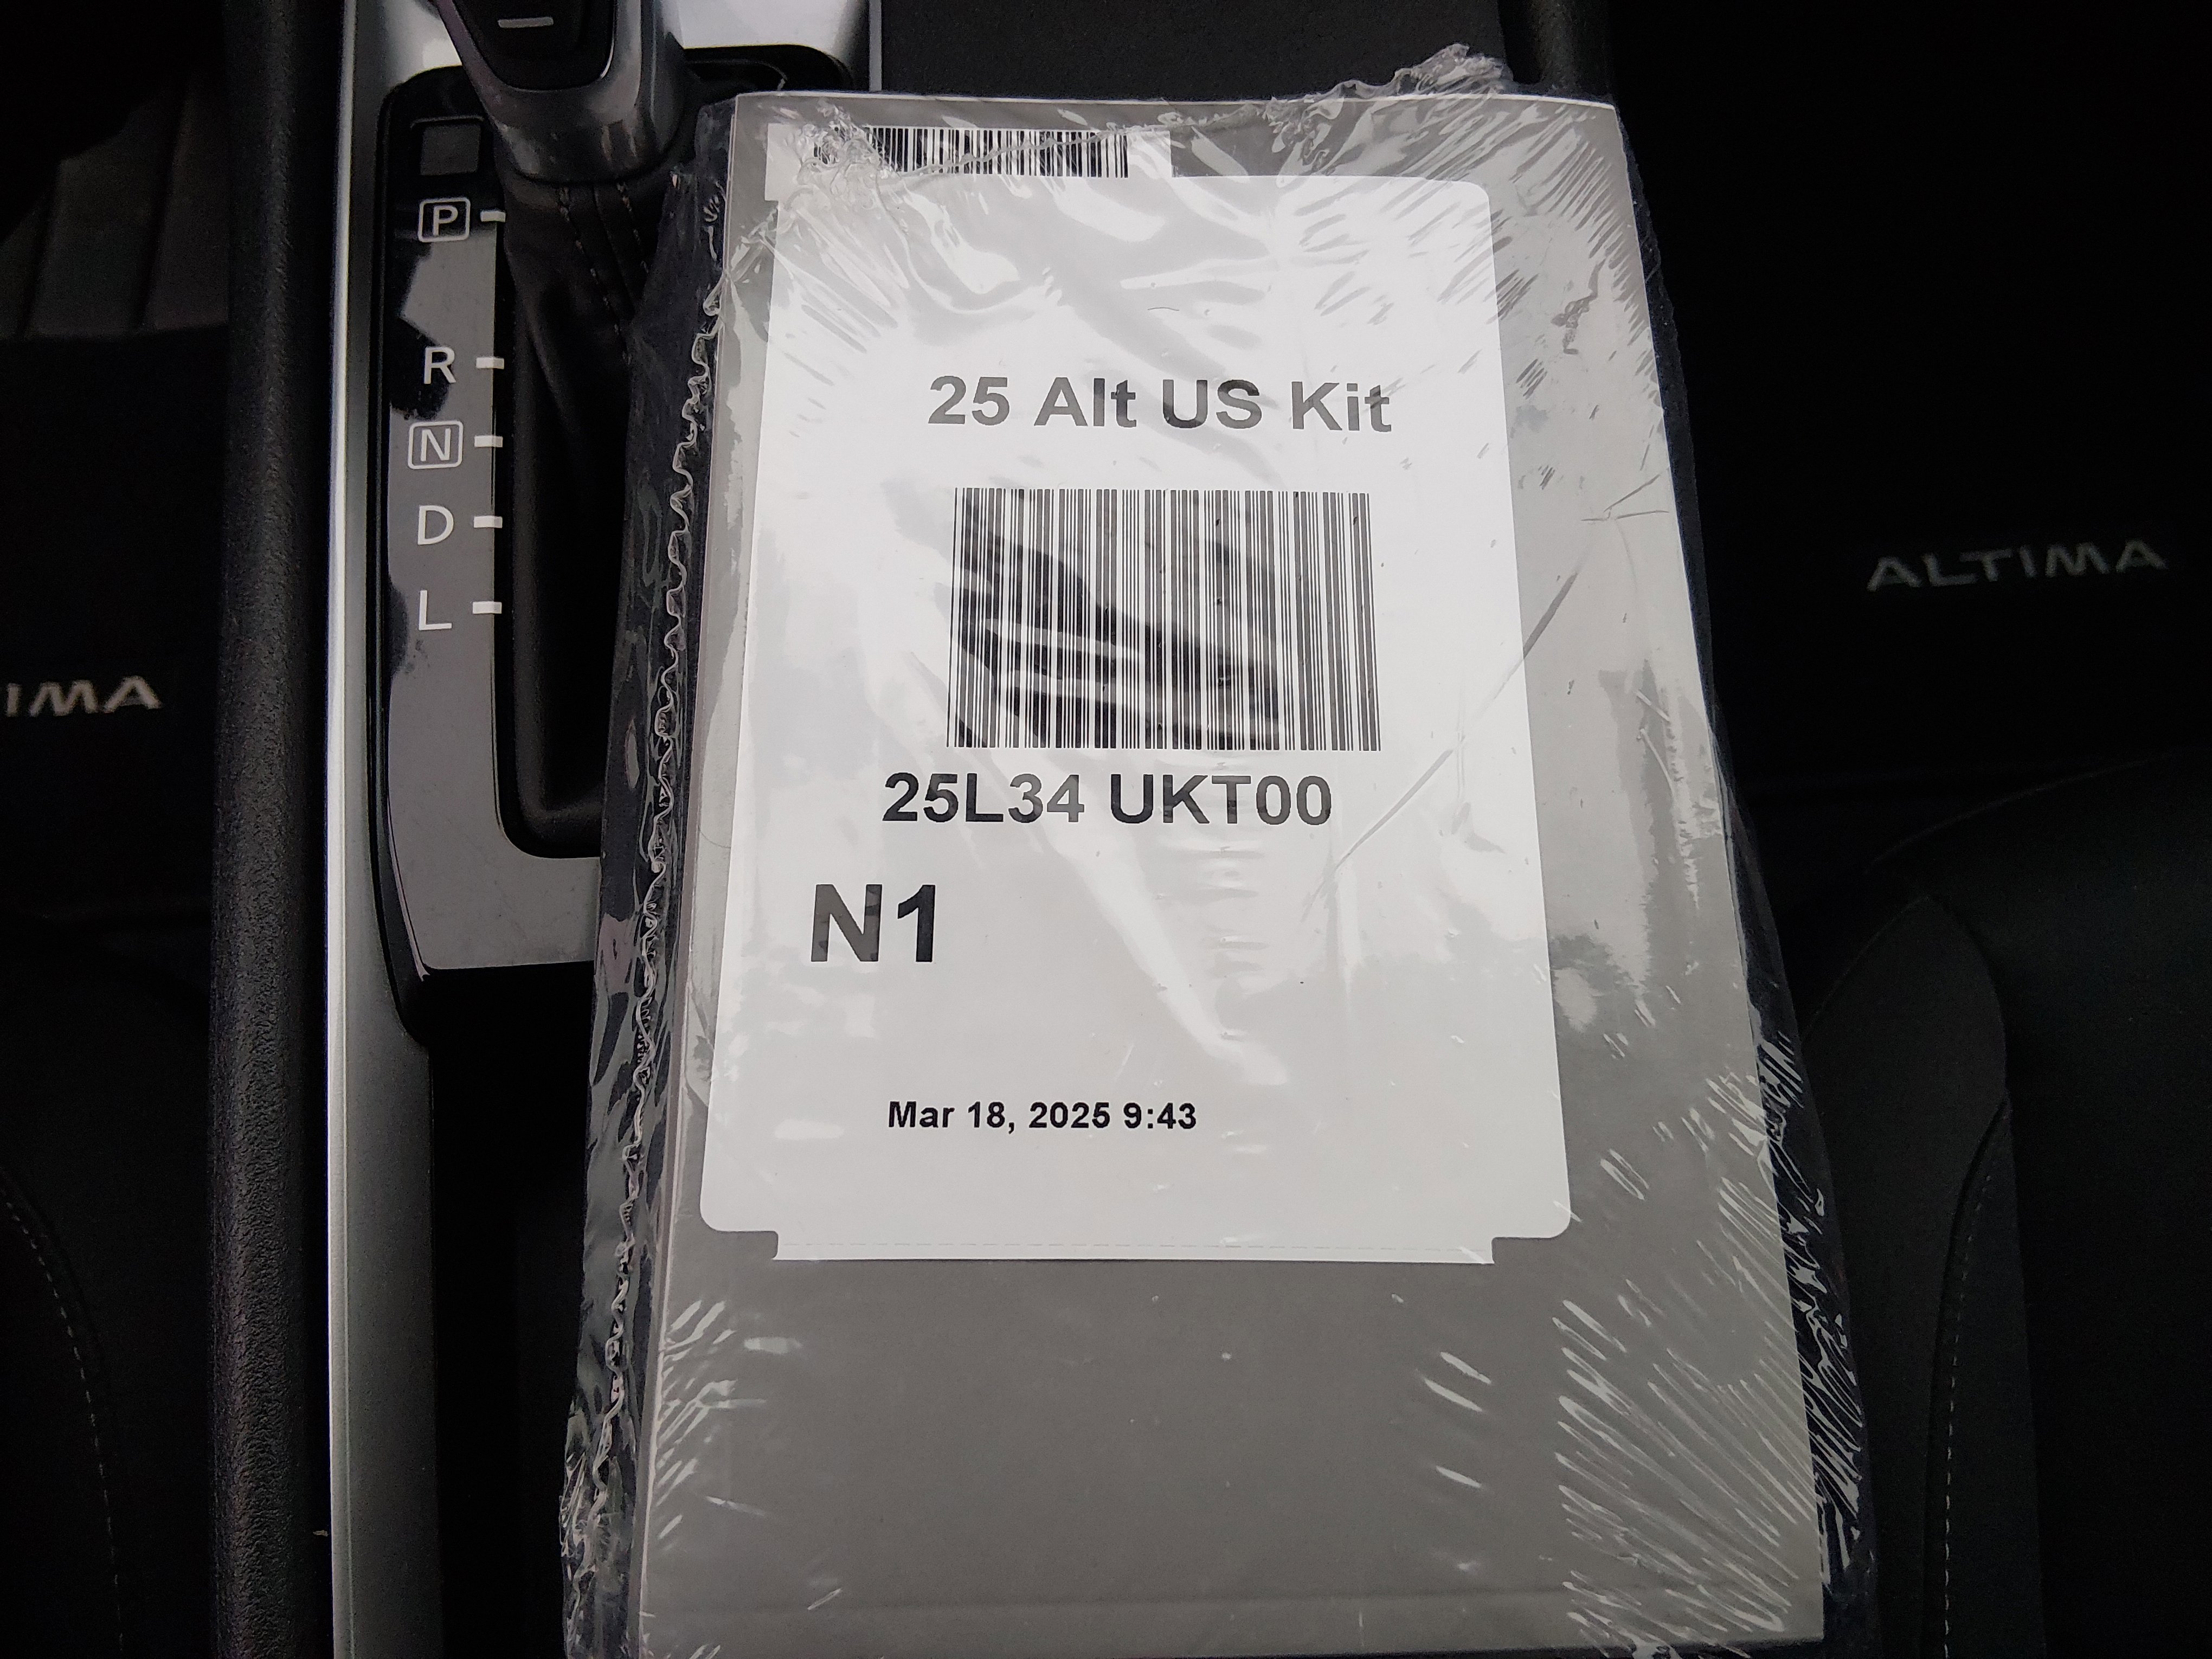 P
R
N
D
L
IMA
25 Alt US Kit
25L34 UKT00
N1
Mar 18, 2025 9:43
ALTIMA